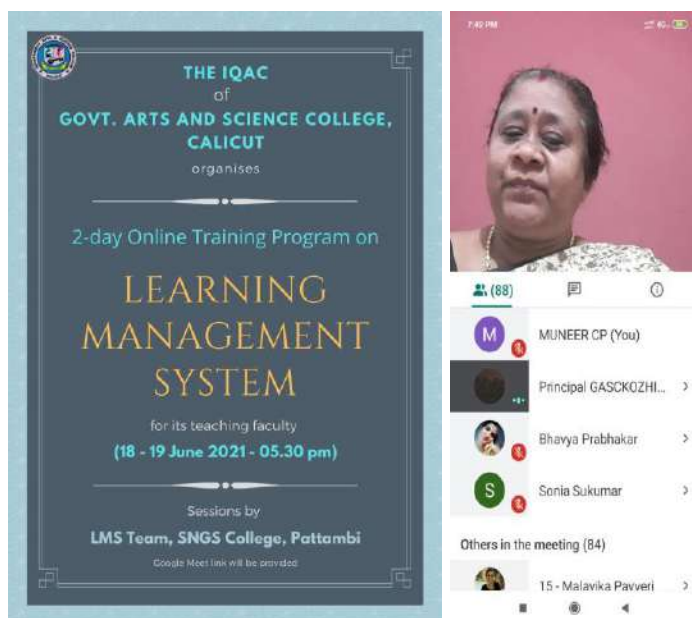 THE IQAC
of
GOVT. ARTS AND SCIENCE COLLEGE,
CALICUT
organises
2-day Online Training Program on
LEARNING
MANAGEMENT
SYSTEM
for its teaching faculty
(18 - 19 June 2021 - 05.30 pm)
Sessions by
LMS Team, SNGS College, Pattambi
Google Meet link will be provided
7:49 PM
(88)
M
MUNEER CP (You)
Principal GASCKOZHI...
Bhavya Prabhakar
S
Sonia Sukumar
Others in the meeting (84)
15 - Malavika Payyeri